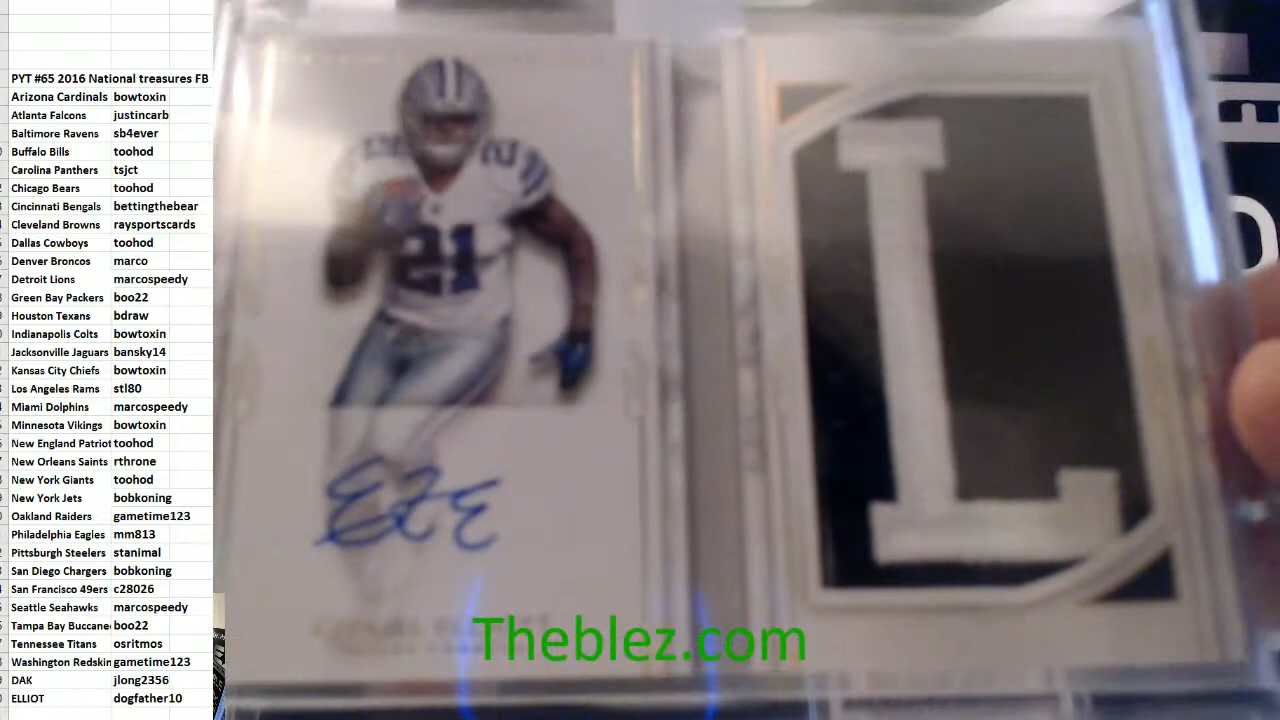 PYT #65 2016 National treasures FB
Arizona Cardinals bowtoxin
Atlanta Falcons justincarb
Baltimore Ravens sb4ever
Buffalo Bills toohod
Carolina Panthers tsjct
Chicago Bears toohod
Cincinnati Bengals bettingthebear
Cleveland Browns raysportscards
Dallas Cowboys toohod
Denver Broncos marco
Detroit Lions marcospeedy
Green Bay Packers boo22
Houston Texans bdraw
Indianapolis Colts bowtoxin
Jacksonville Jaguars bansky14
Kansas City Chiefs bowtoxin
Los Angeles Rams stl80
Miami Dolphins marcospeedy
Minnesota Vikings bowtoxin
New England Patriot toohod
New Orleans Saints rthrone
New York Giants toohod
New York Jets bobkoning
Oakland Raiders gametime123
Philadelphia Eagles mm813
Pittsburgh Steelers stanimal
San Diego Chargers bobkoning
San Francisco 49ers c28026
Seattle Seahawks marcospeedy
Tampa Bay Buccane boo22
Tennessee Titans osritmos
Washington Redskin gametime123
DAK jlong2356
ELLIOT dogfather10
21
21
L
EZE
Theblez.com